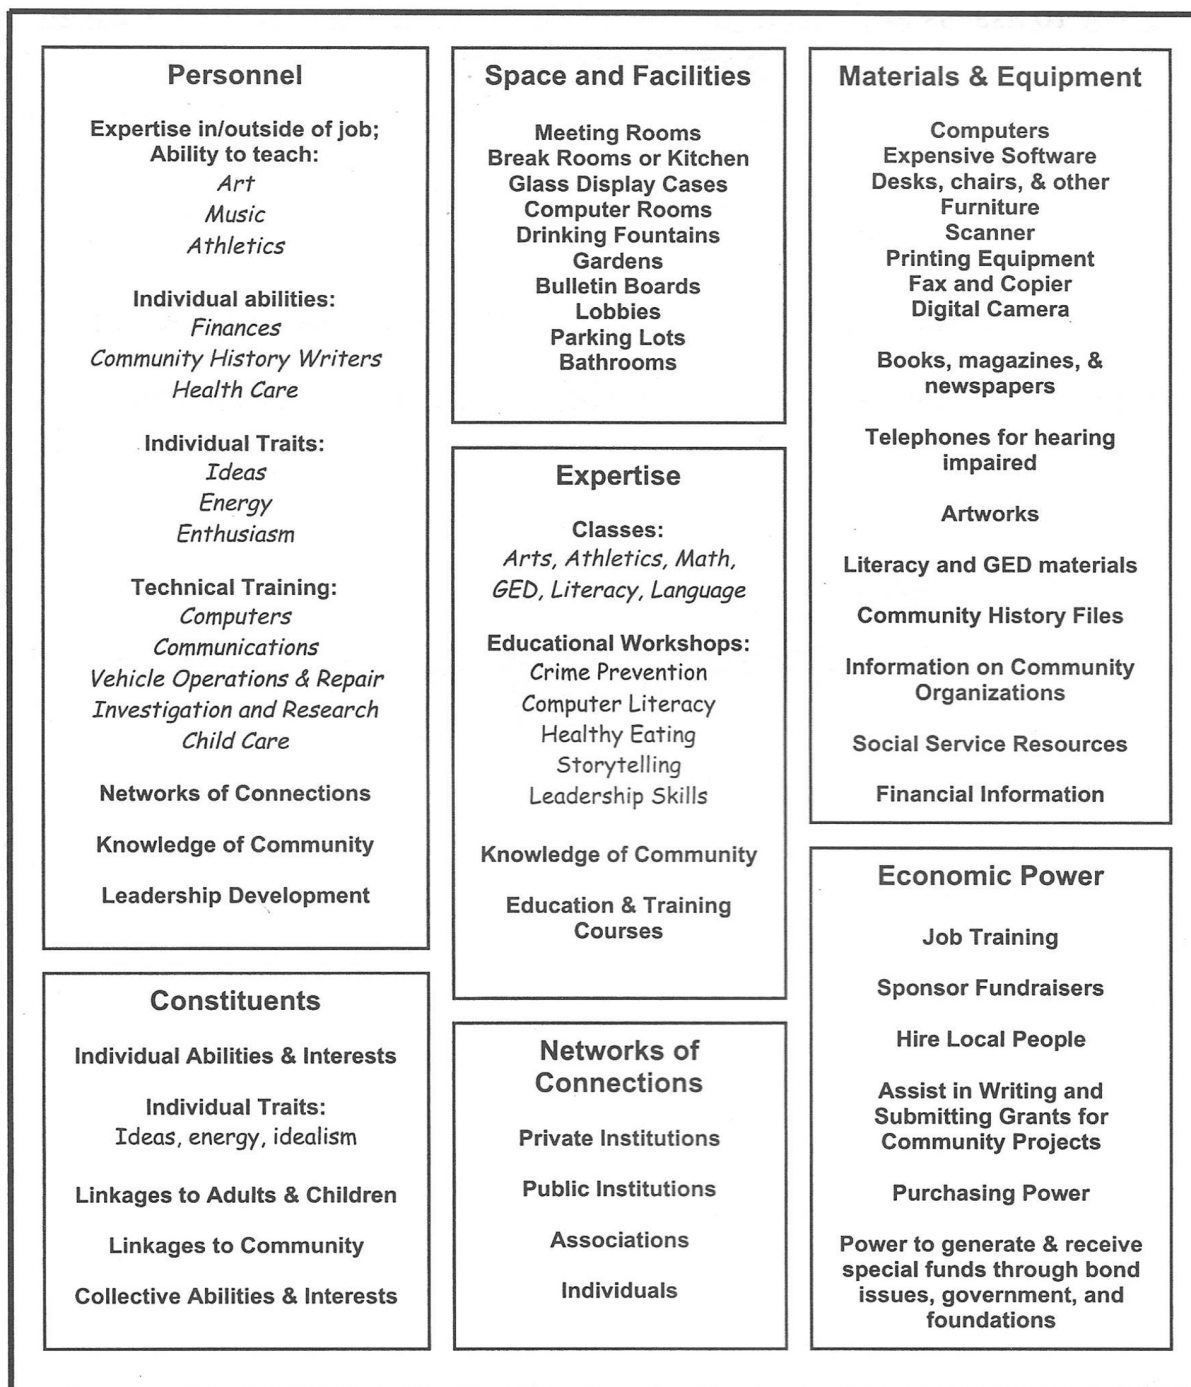 Personnel
Expertise in/outside of job;
Ability to teach:
Art
Music
Athletics
Individual abilities:
Finances
Community History Writers
Health Care
Individual Traits:
Ideas
Energy
Enthusiasm
Technical Training:
Computers
Communications
Vehicle Operations & Repair
Investigation and Research
Child Care
Networks of Connections
Knowledge of Community
Leadership Development
Constituents
Individual Abilities & Interests
Individual Traits:
Ideas, energy, idealism
Linkages to Adults & Children
Linkages to Community
Collective Abilities & Interests
Space and Facilities
Meeting Rooms
Break Rooms or Kitchen
Glass Display Cases
Computer Rooms
Drinking Fountains
Gardens
Bulletin Boards
Lobbies
Parking Lots
Bathrooms
Expertise
Classes:
Arts, Athletics, Math,
GED, Literacy, Language
Educational Workshops:
Crime Prevention
Computer Literacy
Healthy Eating
Storytelling
Leadership Skills
Knowledge of Community
Education & Training
Courses
Networks of
Connections
Private Institutions
Public Institutions
Associations
Individuals
Materials & Equipment
Computers
Expensive Software
Desks, chairs, & other
Furniture
Scanner
Printing Equipment
Fax and Copier
Digital Camera
Books, magazines, &
newspapers
Telephones for hearing
impaired
Artworks
Literacy and GED materials
Community History Files
Information on Community
Organizations
Social Service Resources
Financial Information
Economic Power
Job Training
Sponsor Fundraisers
Hire Local People
Assist in Writing and
Submitting Grants for
Community Projects
Purchasing Power
Power to generate & receive
special funds through bond
issues, government, and
foundations